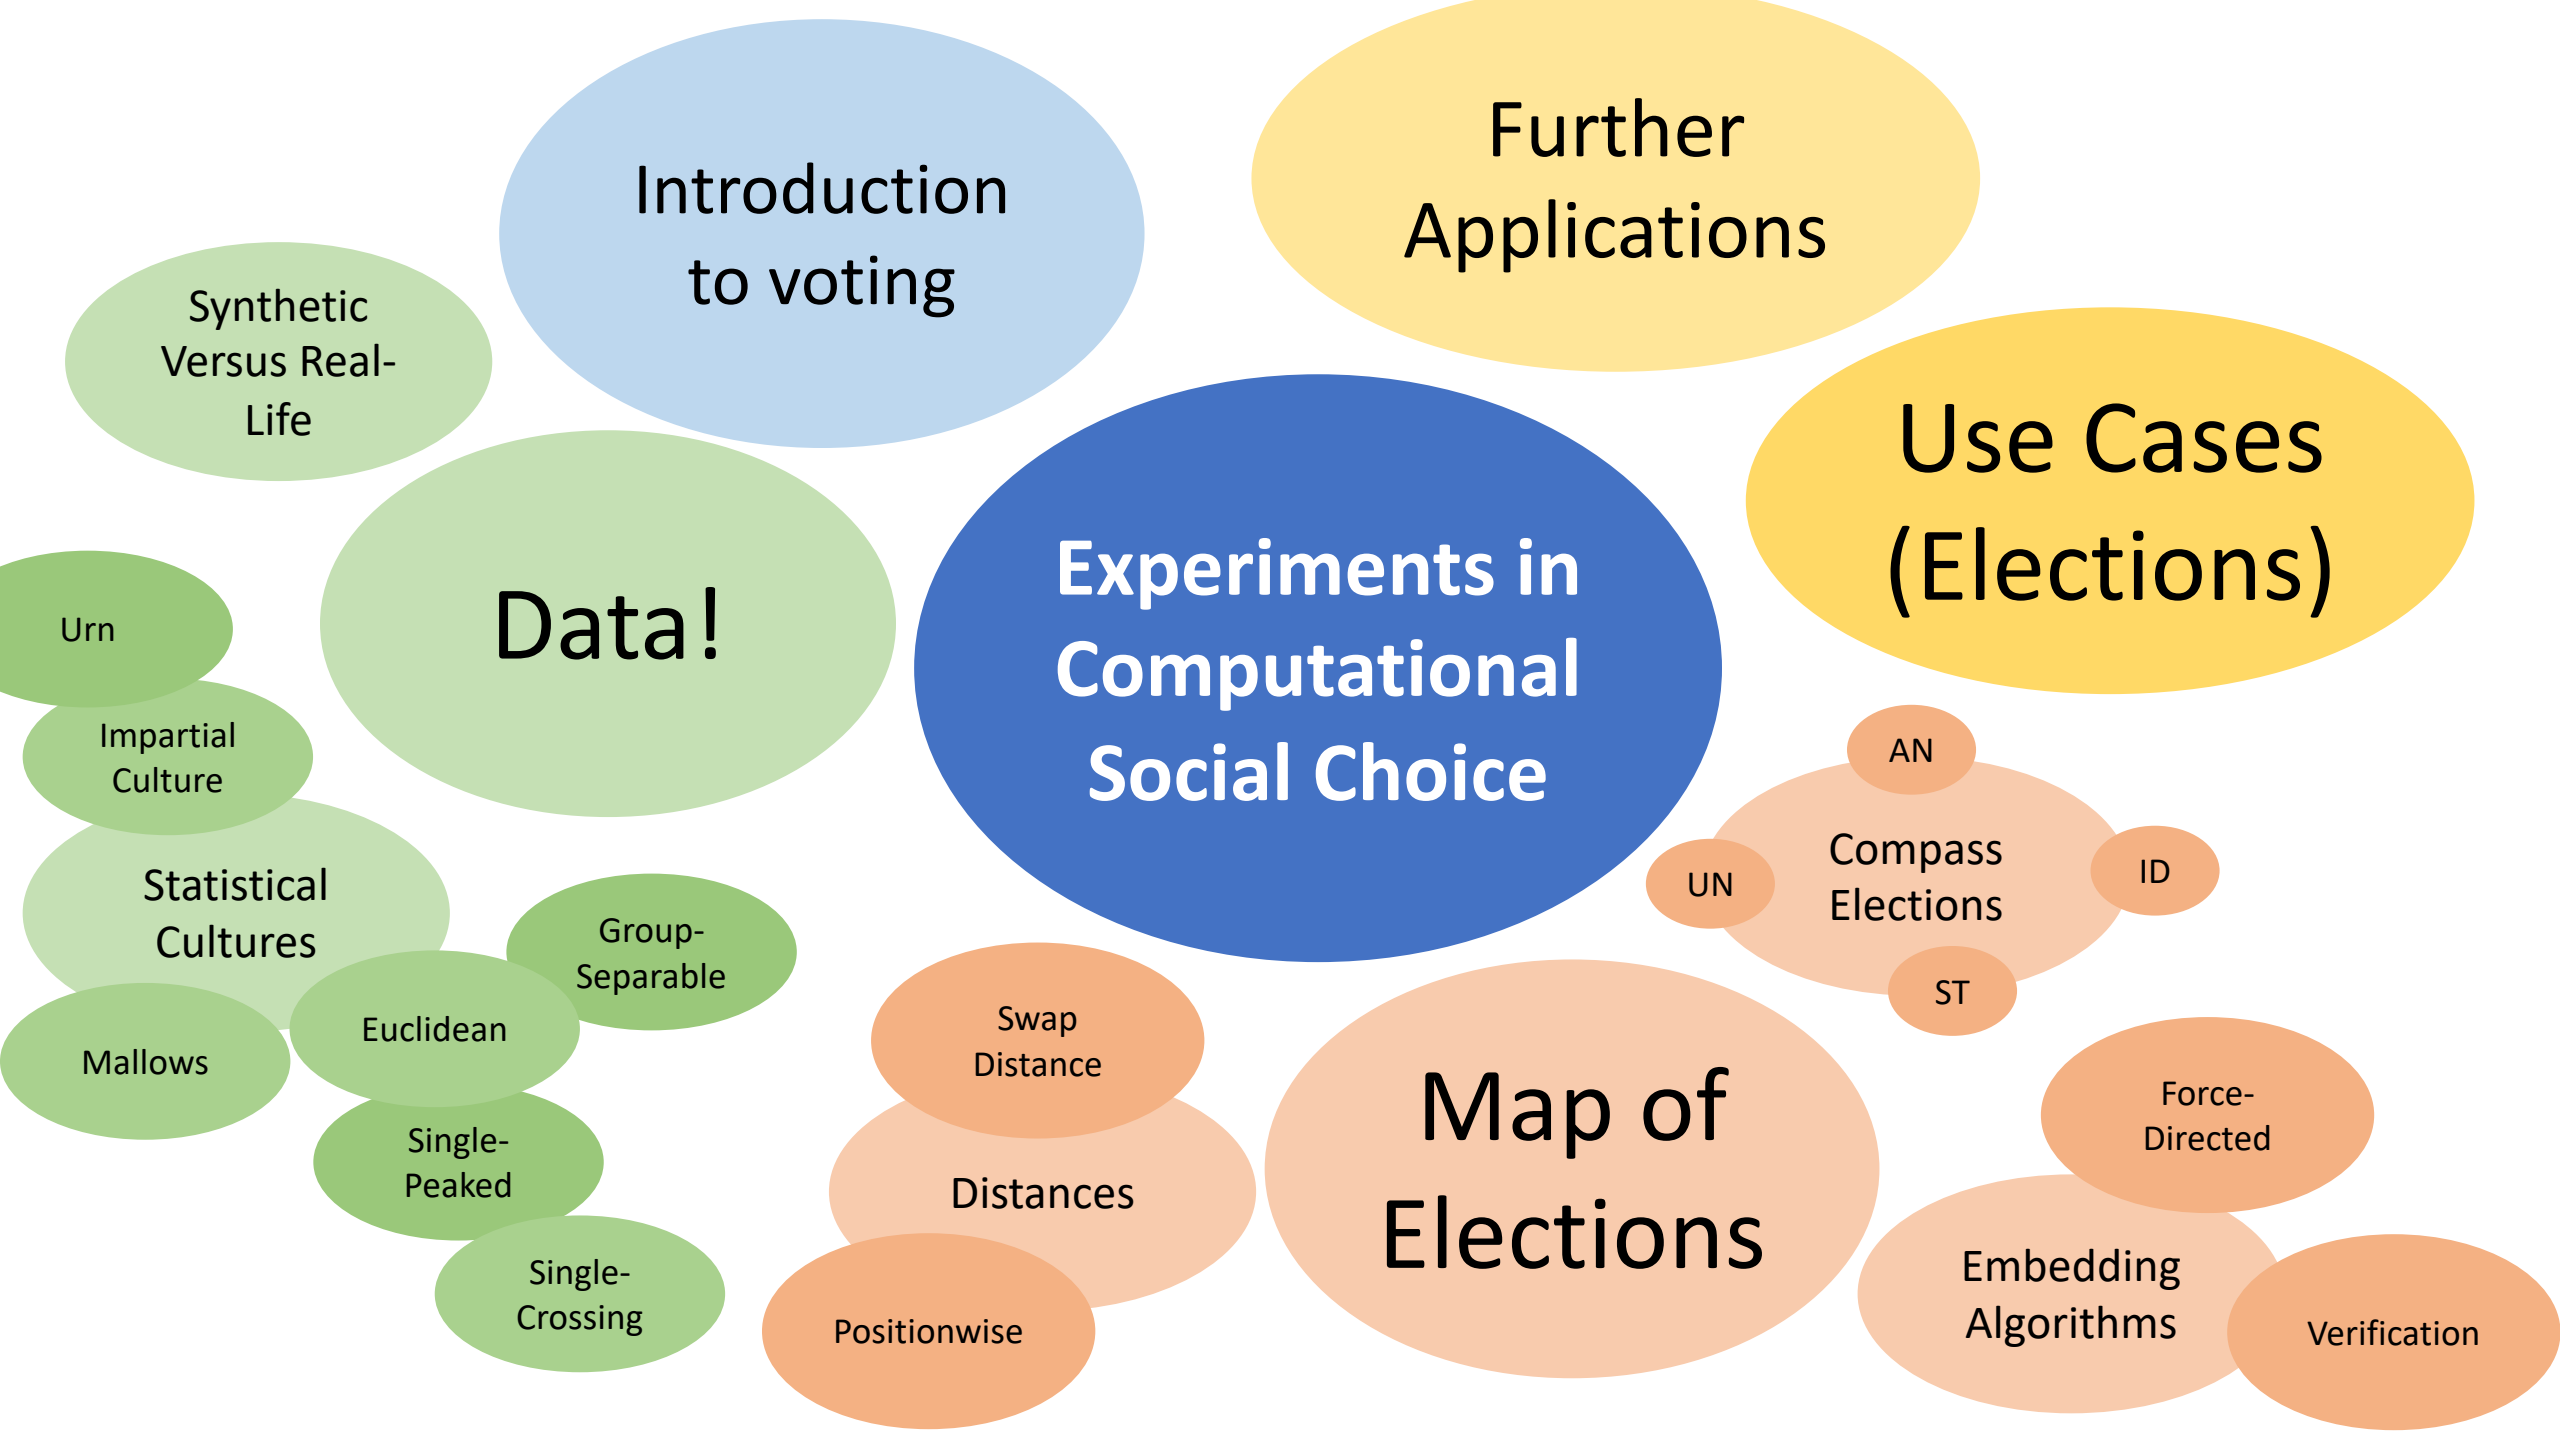 Introduction
to voting
Further
Applications
Synthetic
Versus Real-
Life
Use Cases
(Elections)
Data!
Experiments in
Computational
Social Choice
Urn
Impartial
Culture
Statistical
Cultures
Group-
Separable
Euclidean
Mallows
Single-
Peaked
Single-
Crossing
AN
Compass
Elections
UN
ID
ST
Swap
Distance
Distances
Positionwise
Map of
Elections
Force-
Directed
Embedding
Algorithms
Verification